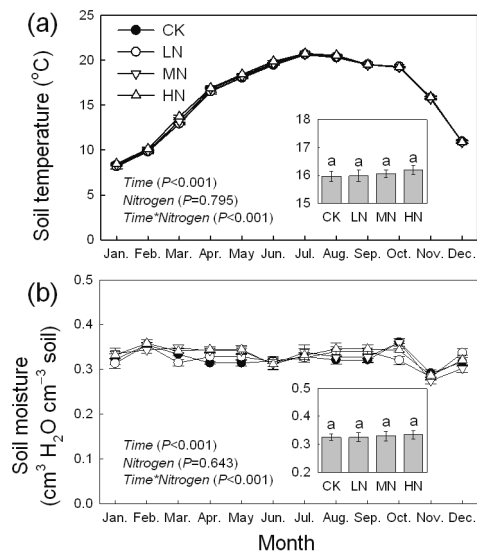 (a)
CK
LN
MN
HN
Soil temperature (°C)
25
20
15
10
5
0
Time (P<0.001)
Nitrogen (P=0.795)
Time*Nitrogen (P<0.001)
18
17
16
15
a a a a
CK LN MN HN
Jan. Feb. Mar. Apr. May. Jun. Jul. Aug. Sep. Oct. Nov. Dec.
(b)
Soil moisture
(cm³ H₂O cm⁻³ soil)
0.5
0.4
0.3
0.2
0.1
0.0
Time (P<0.001)
Nitrogen (P=0.643)
Time*Nitrogen (P<0.001)
0.5
0.4
0.3
0.2
a a a a
CK LN MN HN
Jan. Feb. Mar. Apr. May. Jun. Jul. Aug. Sep. Oct. Nov. Dec.
Month